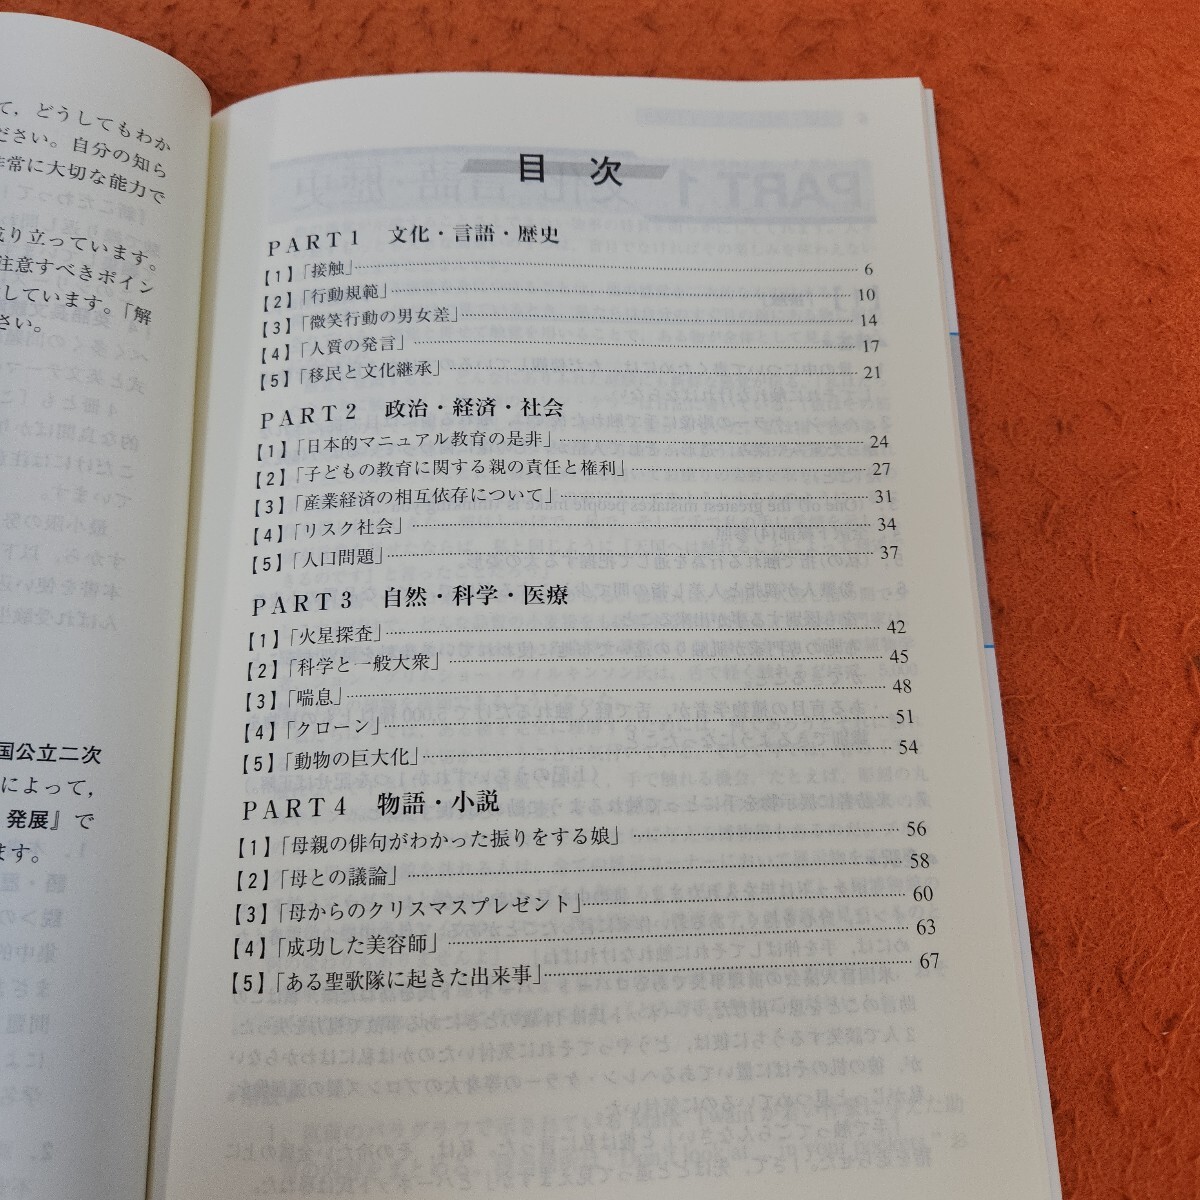 て，どうしてもわか
ださい。自分の知ら
非常に大切な能力で
成り立っています。
注意すべきポイン
しています。「解
さい。
国公立二次
によって，
発展』で
ます。
目 次
PART1 文化・言語・歴史
【1】「接触」 6
【2】「行動規範」 10
【3】「微笑行動の男女差」 14
【4】「人質の発言」 17
【5】「移民と文化継承」 21
PART2 政治・経済・社会
【1】「日本的マニュアル教育の是非」 24
【2】「子どもの教育に関する親の責任と権利」 27
【3】「産業経済の相互依存について」 31
【4】「リスク社会」 34
【5】「人口問題」 37
PART3 自然・科学・医療
【1】「火星探査」 42
【2】「科学と一般大衆」 45
【3】「喘息」 48
【4】「クローン」 51
【5】「動物の巨大化」 54
PART4 物語・小説
【1】「母親の俳句がわかった振りをする娘」 56
【2】「母との議論」 58
【3】「母からのクリスマスプレゼント」 60
【4】「成功した美容師」 63
【5】「ある聖歌隊に起きた出来事」 67